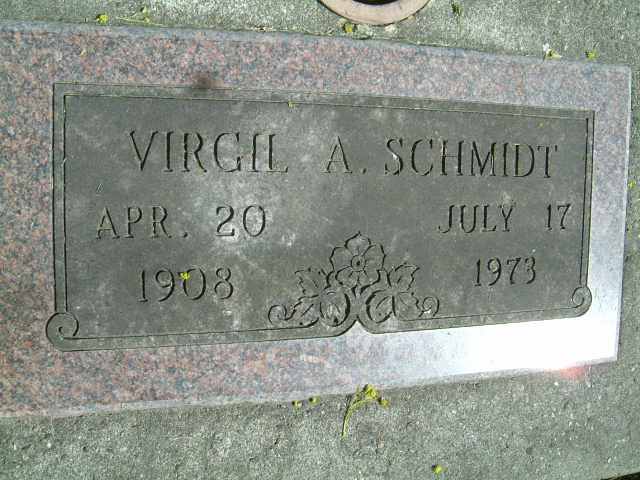 VIRGIL A. SCHMIDT
APR. 20 JULY 17
1908 1973